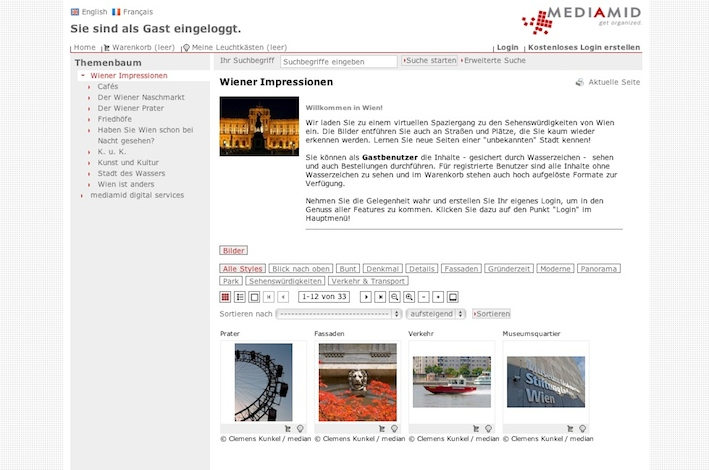 English Français
MEDIAMID
get organized.
Sie sind als Gast eingeloggt.
Home Warenkorb (leer) Meine Leuchtkästen (leer) Login Kostenloses Login erstellen
Themenbaum
Wiener Impressionen
Cafés
Der Wiener Naschmarkt
Der Wiener Prater
Friedhöfe
Haben Sie Wien schon bei
Nacht gesehen?
K. u. K.
Kunst und Kultur
Stadt des Wassers
Wien ist anders
mediamid digital services
Ihr Suchbegriff Suchbegriffe eingeben Suche starten Erweiterte Suche
Wiener Impressionen Aktuelle Seite
Willkommen in Wien!
Wir laden Sie zu einem virtuellen Spaziergang zu den Sehenswürdigkeiten von Wien
ein. Die Bilder entführen Sie auch an Straßen und Plätze, die Sie kaum wieder
erkennen werden. Lernen Sie neue Seiten einer "unbekannten" Stadt kennen!
Sie können als Gastbenutzer die Inhalte - gesichert durch Wasserzeichen - sehen
und auch Bestellungen durchführen. Für registrierte Benutzer sind alle Inhalte ohne
Wasserzeichen zu sehen und im Warenkorb stehen auch hoch aufgelöste Formate zur
Verfügung.
Nehmen Sie die Gelegenheit wahr und erstellen Sie Ihr eigenes Login, um in den
Genuss aller Features zu kommen. Klicken Sie dazu auf den Punkt "Login" im
Hauptmenü!
Bilder
Alle Styles Blick nach oben Bunt Denkmal Details Fassaden Gründerzeit Moderne Panorama
Park Sehenswürdigkeiten Verkehr & Transport
1-12 von 33
Sortieren nach ------------------------------ aufsteigend Sortieren
Prater Fassaden Verkehr Museumsquartier
Stiftung
Wien
© Clemens Kunkel / median © Clemens Kunkel / median © Clemens Kunkel / median © Clemens Kunkel / median